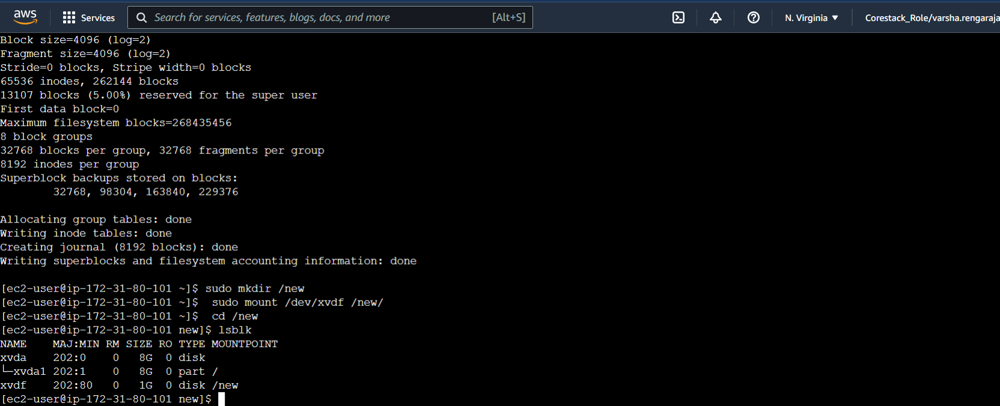 aws
Services
Search for services, features, blogs, docs, and more
[Alt+S]
N. Virginia
Corestack_Role/varsha.rengaraja
Block size=4096 (log=2)
Fragment size=4096 (log=2)
Stride=0 blocks, Stripe width=0 blocks
65536 inodes, 262144 blocks
13107 blocks (5.00%) reserved for the super user
First data block=0
Maximum filesystem blocks=268435456
8 block groups
32768 blocks per group, 32768 fragments per group
8192 inodes per group
Superblock backups stored on blocks:
32768, 98304, 163840, 229376
Allocating group tables: done
Writing inode tables: done
Creating journal (8192 blocks): done
Writing superblocks and filesystem accounting information: done
[ec2-user@ip-172-31-80-101 ~]$ sudo mkdir /new
[ec2-user@ip-172-31-80-101 ~]$  sudo mount /dev/xvdf /new/
[ec2-user@ip-172-31-80-101 ~]$  cd /new
[ec2-user@ip-172-31-80-101 new]$ lsblk
NAME    MAJ:MIN RM SIZE RO TYPE MOUNTPOINT
xvda    202:0    0   8G  0 disk
└─xvda1 202:1    0   8G  0 part /
xvdf    202:80   0   1G  0 disk /new
[ec2-user@ip-172-31-80-101 new]$